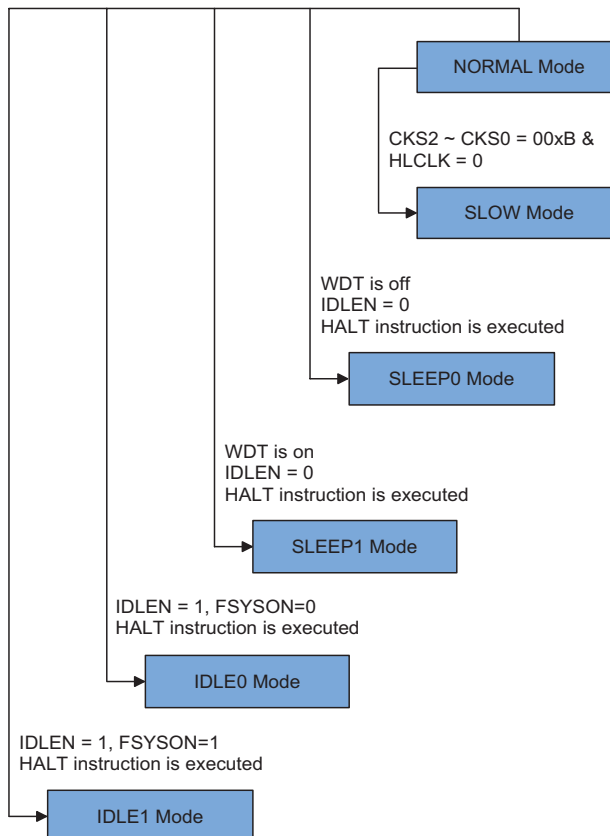 NORMAL Mode
CKS2 ~ CKS0 = 00xB &
HLCLK = 0
SLOW Mode
WDT is off
IDLEN = 0
HALT instruction is executed
SLEEP0 Mode
WDT is on
IDLEN = 0
HALT instruction is executed
SLEEP1 Mode
IDLEN = 1, FSYSON=0
HALT instruction is executed
IDLE0 Mode
IDLEN = 1, FSYSON=1
HALT instruction is executed
IDLE1 Mode